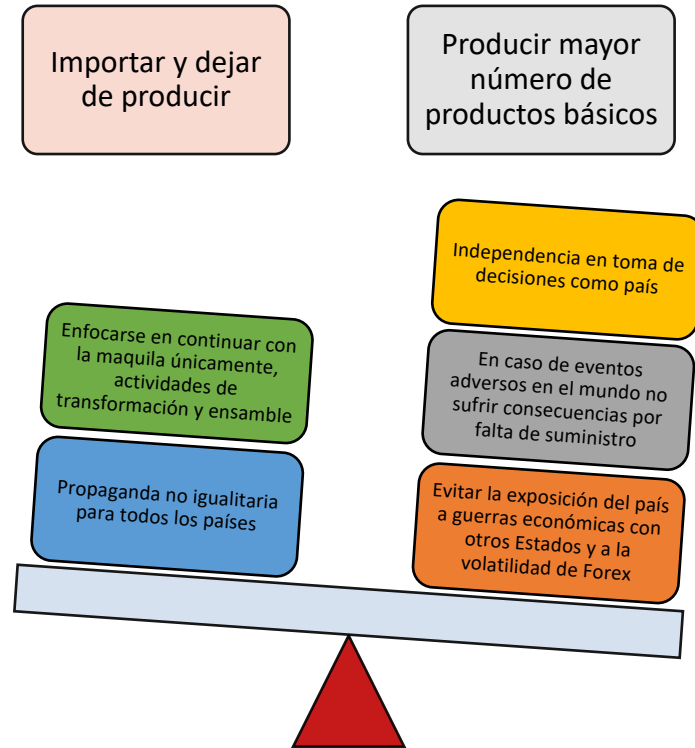 Importar y dejar
de producir
Producir mayor
número de
productos básicos
Independencia en toma de
decisiones como país
Enfocarse en continuar con
la maquila únicamente,
actividades de
transformación y ensamble
En caso de eventos
adversos en el mundo no
sufrir consecuencias por
falta de suministro
Propaganda no igualitaria
para todos los países
Evitar la exposición del país
a guerras económicas con
otros Estados y a la
volatilidad de Forex